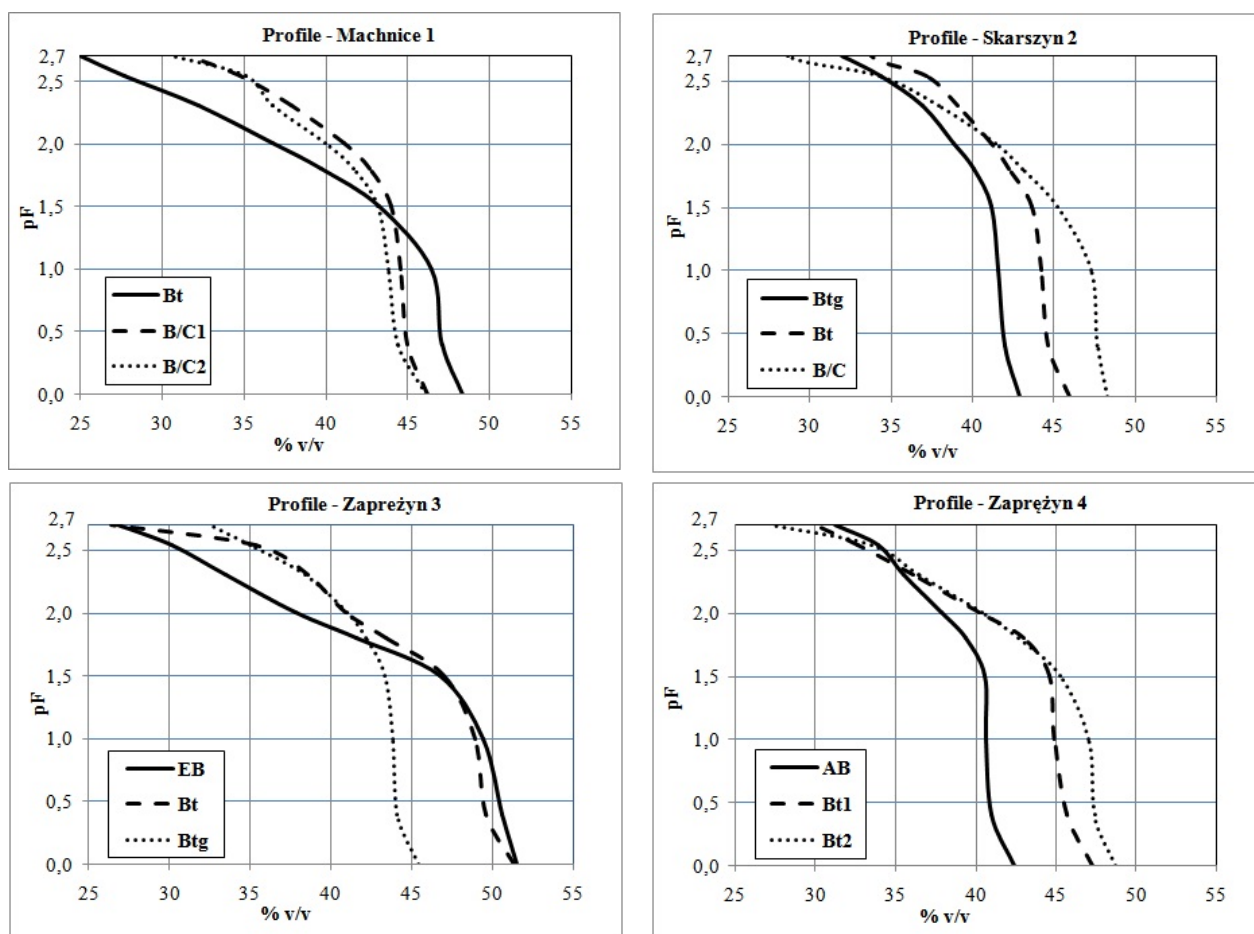 Profile - Machnice 1
2,7
2,5
2,0
1,5
1,0
0,5
0,0
pF
Bt
B/C1
B/C2
25 30 35 40 45 50 55
% v/v
Profile - Skarszyn 2
2,7
2,5
2,0
1,5
1,0
0,5
0,0
pF
Btg
Bt
B/C
25 30 35 40 45 50 55
% v/v
Profile - Zapreżyn 3
2,7
2,5
2,0
1,5
1,0
0,5
0,0
pF
EB
Bt
Btg
25 30 35 40 45 50 55
% v/v
Profile - Zaprężyn 4
2,7
2,5
2,0
1,5
1,0
0,5
0,0
pF
AB
Bt1
Bt2
25 30 35 40 45 50 55
% v/v